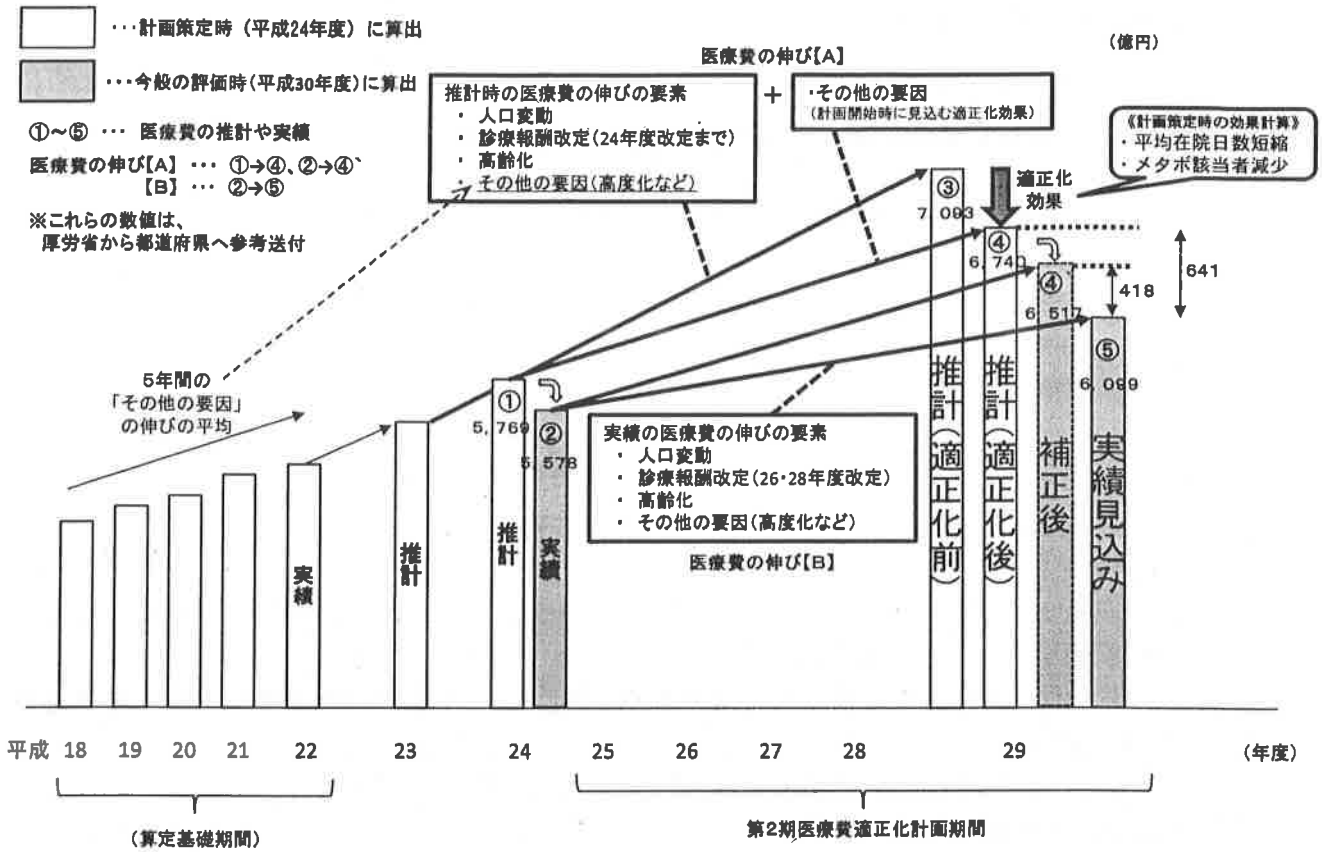 ･･･計画策定時（平成24年度）に算出
･･･今般の評価時(平成30年度)に算出
①～⑤ ･･･ 医療費の推計や実績
医療費の伸び【A】 ･･･ ①→④、②→④`
【B】 ･･･ ②→⑤
※これらの数値は、
厚労省から都道府県へ参考送付
(億円)
医療費の伸び【A】
推計時の医療費の伸びの要素
・ 人口変動
・ 診療報酬改定(24年度改定まで)
・ 高齢化
・ その他の要因(高度化など)
＋
・その他の要因
(計画開始時に見込む適正化効果)
《計画策定時の効果計算》
・ 平均在院日数短縮
・ メタボ該当者減少
適正化
効果
5年間の
「その他の要因」
の伸びの平均
実績
推計
①
5,769
推計
②
5,578
実績
③
7,093
推計(適正化前)
④
6,740
推計(適正化後)
④
6,517
補正後
⑤
6,099
実績見込み
641
418
実績の医療費の伸びの要素
・ 人口変動
・ 診療報酬改定(26・28年度改定)
・ 高齢化
・ その他の要因(高度化など)
医療費の伸び【B】
平成 18 19 20 21 22 23 24 25 26 27 28 29 (年度)
(算定基礎期間)
第2期医療費適正化計画期間